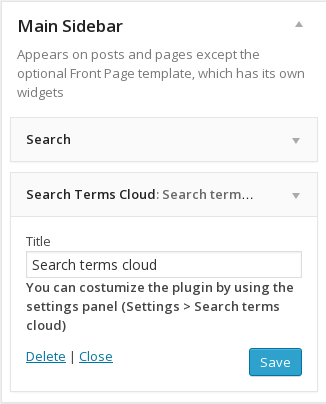 Main Sidebar
Appears on posts and pages except the
optional Front Page template, which has its own
widgets
Search
Search Terms Cloud: Search term...
Title
Search terms cloud
You can costumize the plugin by using the
settings panel (Settings > Search terms
cloud)
Delete | Close
Save